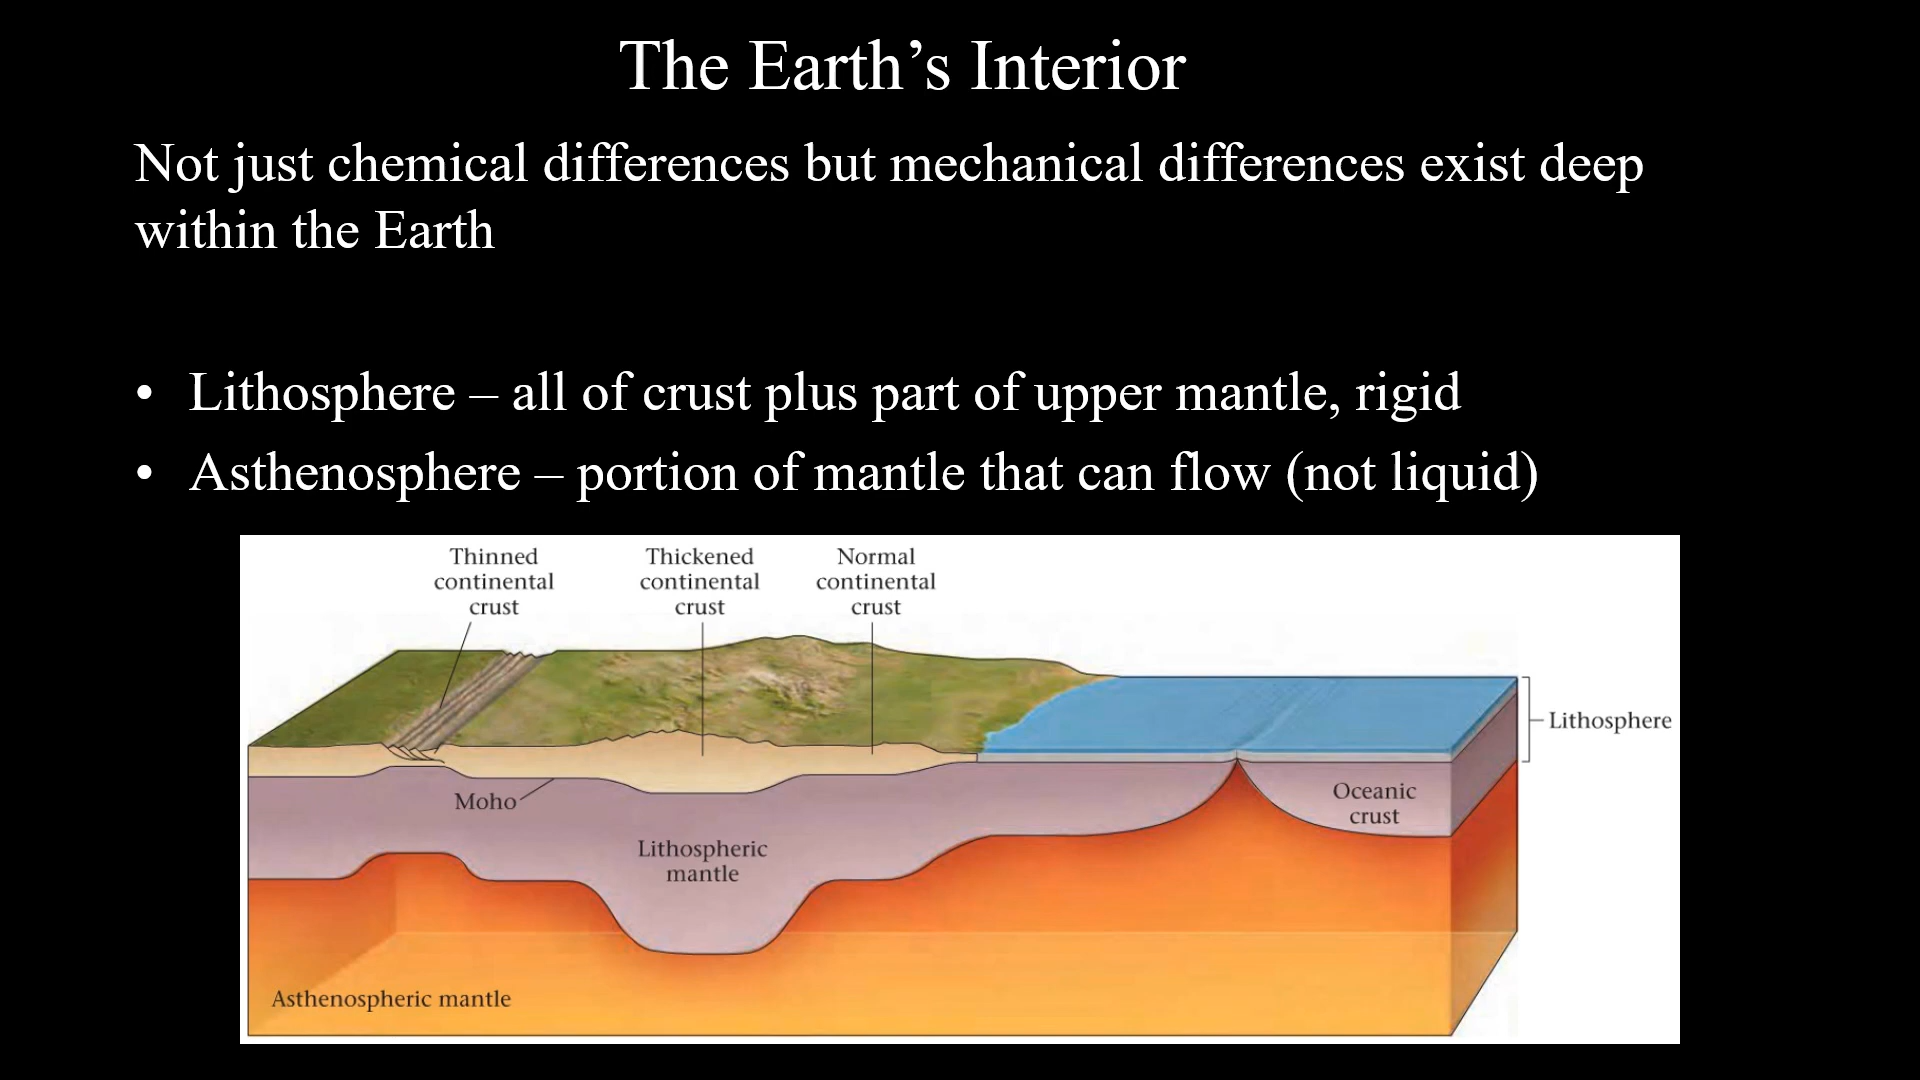 The Earth’s Interior
Not just chemical differences but mechanical differences exist deep
within the Earth
• Lithosphere – all of crust plus part of upper mantle, rigid
• Asthenosphere – portion of mantle that can flow (not liquid)
Thinned
continental
crust
Thickened
continental
crust
Normal
continental
crust
Lithosphere
Moho
Oceanic
crust
Lithospheric
mantle
Asthenospheric mantle